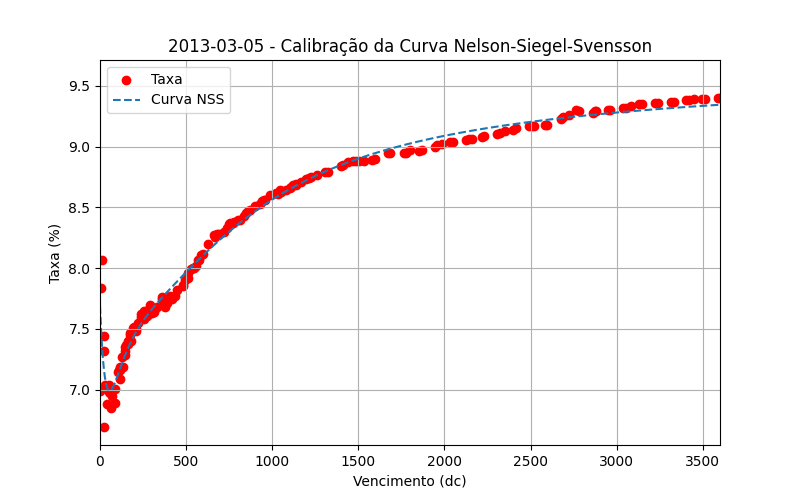 2013-03-05 - Calibração da Curva Nelson-Siegel-Svensson
Taxa
Curva NSS
Taxa (%)
9.5
9.0
8.5
8.0
7.5
7.0
0 500 1000 1500 2000 2500 3000 3500
Vencimento (dc)